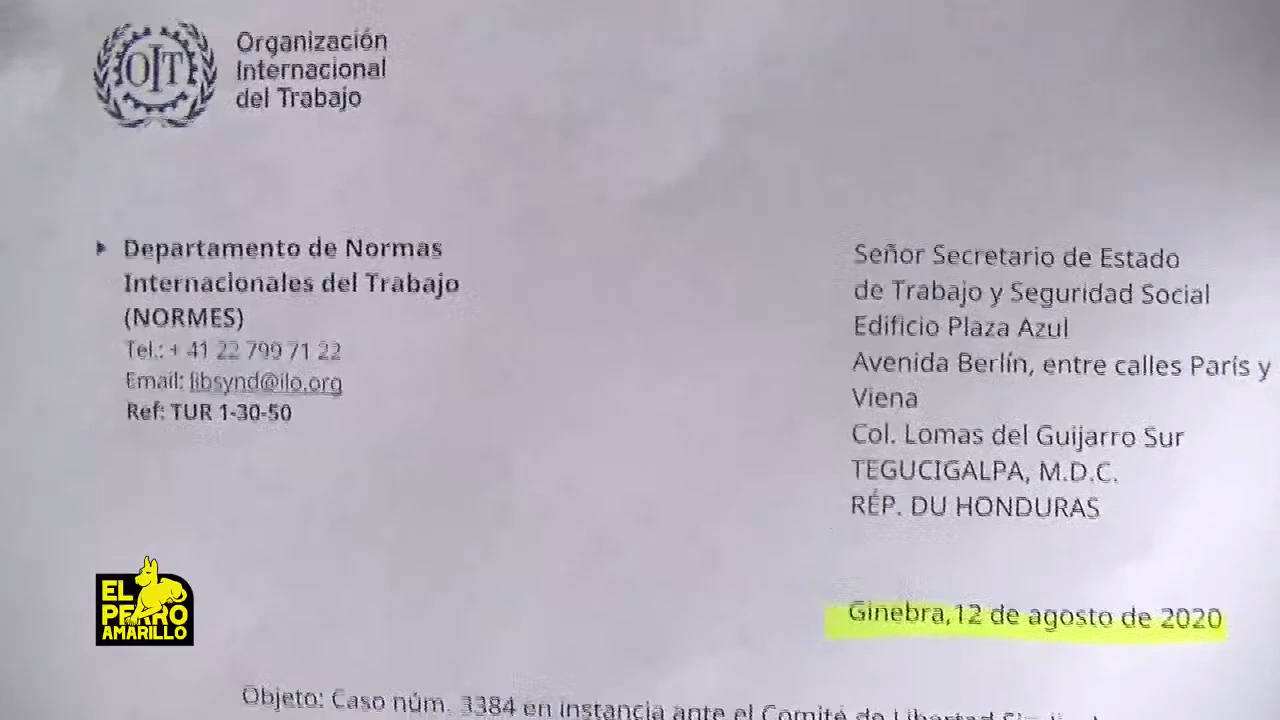 OIT
Organización
Internacional
del Trabajo
Departamento de Normas
Internacionales del Trabajo
(NORMES)
Tel.: + 41 22 799 71 22
Email: libsynd@ilo.org
Ref: TUR 1-30-50
Señor Secretario de Estado
de Trabajo y Seguridad Social
Edificio Plaza Azul
Avenida Berlín, entre calles París y
Viena
Col. Lomas del Guijarro Sur
TEGUCIGALPA, M.D.C.
RÉP. DU HONDURAS
EL
PERRO
AMARILLO
Ginebra,12 de agosto de 2020
Objeto: Caso núm. 3384 en instancia ante el Comité de Libertad Sindical